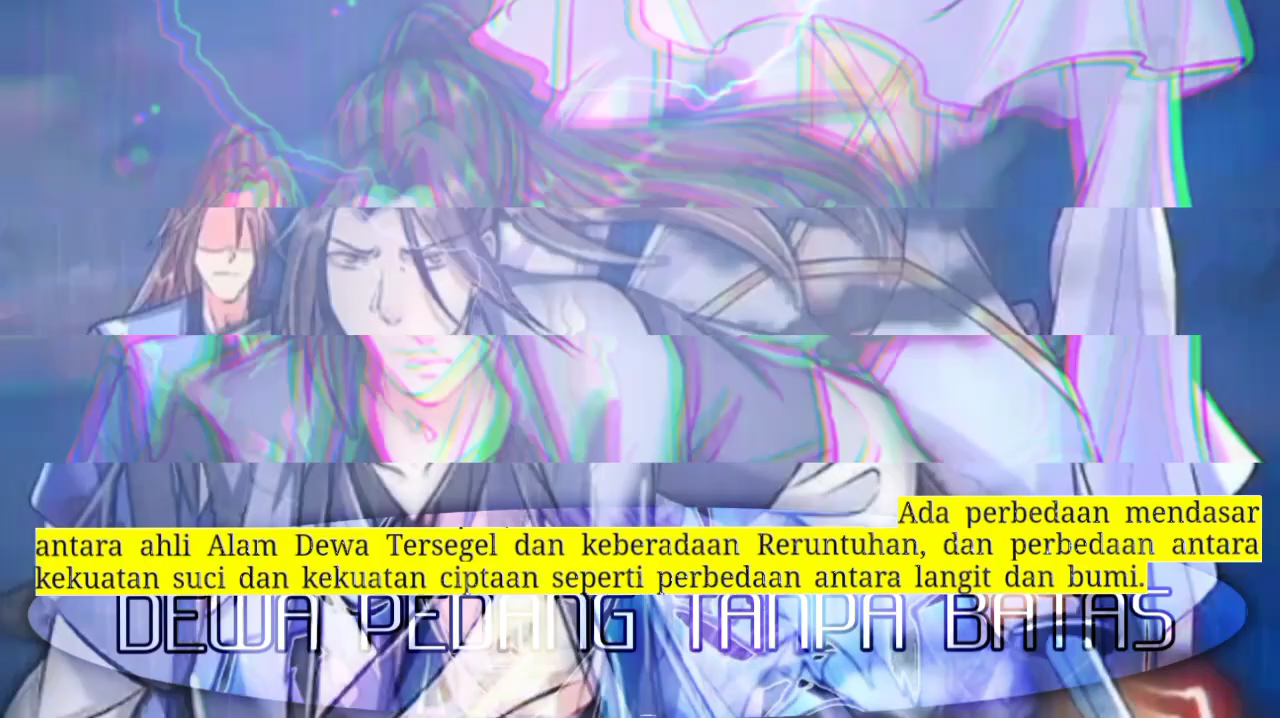 Ada perbedaan mendasar
antara ahli Alam Dewa Tersegel dan keberadaan Reruntuhan, dan perbedaan antara
kekuatan suci dan kekuatan ciptaan seperti perbedaan antara langit dan bumi.
DEWA PEDANG TANPA BATAS